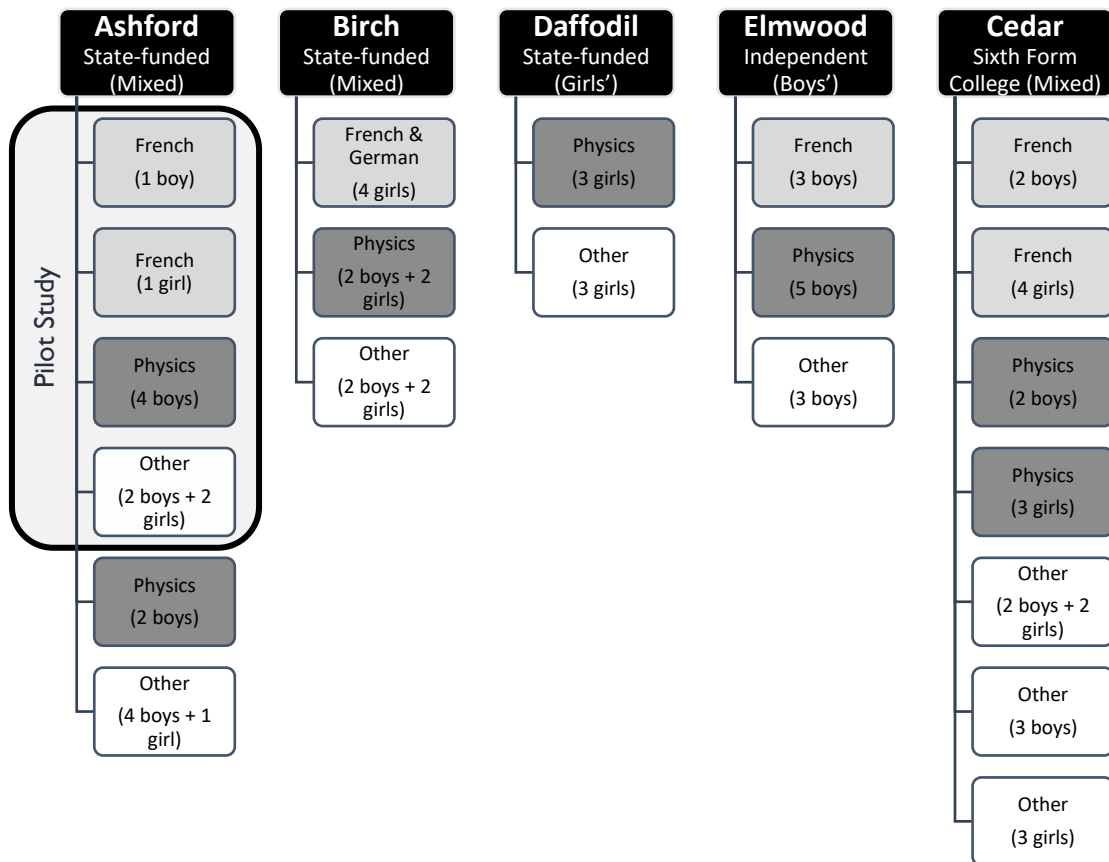 Ashford
State-funded
(Mixed)
Pilot Study
French
(1 boy)
French
(1 girl)
Physics
(4 boys)
Other
(2 boys + 2
girls)
Physics
(2 boys)
Other
(4 boys + 1
girl)
Birch
State-funded
(Mixed)
French &
German
(4 girls)
Physics
(2 boys + 2
girls)
Other
(2 boys + 2
girls)
Daffodil
State-funded
(Girls’)
Physics
(3 girls)
Other
(3 girls)
Elmwood
Independent
(Boys’)
French
(3 boys)
Physics
(5 boys)
Other
(3 boys)
Cedar
Sixth Form
College (Mixed)
French
(2 boys)
French
(4 girls)
Physics
(2 boys)
Physics
(3 girls)
Other
(2 boys + 2
girls)
Other
(3 boys)
Other
(3 girls)